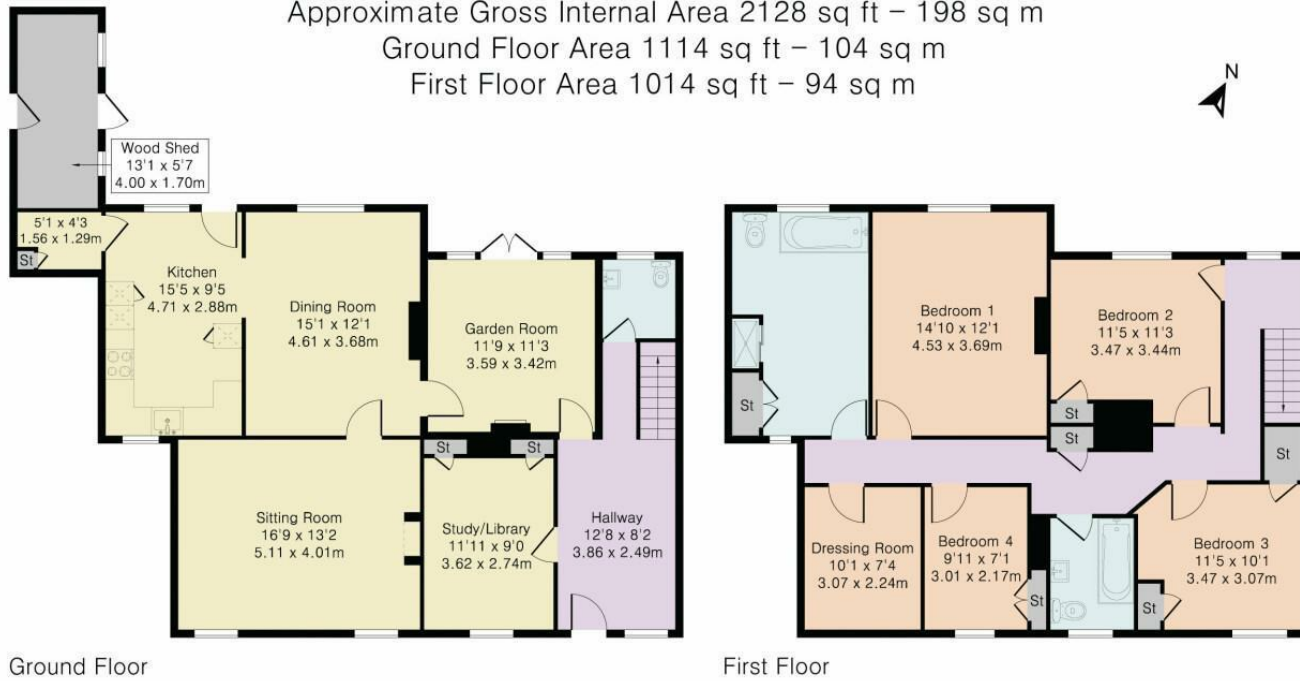 Approximate Gross Internal Area 2128 sq ft – 198 sq m
Ground Floor Area 1114 sq ft – 104 sq m
First Floor Area 1014 sq ft – 94 sq m
N
Wood Shed
13'1 x 5'7
4.00 x 1.70m
5'1 x 4'3
1.56 x 1.29m
St
Kitchen
15'5 x 9'5
4.71 x 2.88m
Dining Room
15'1 x 12'1
4.61 x 3.68m
Garden Room
11'9 x 11'3
3.59 x 3.42m
St
St
Sitting Room
16'9 x 13'2
5.11 x 4.01m
Study/Library
11'11 x 9'0
3.62 x 2.74m
Hallway
12'8 x 8'2
3.86 x 2.49m
Ground Floor
St
Bedroom 1
14'10 x 12'1
4.53 x 3.69m
Bedroom 2
11'5 x 11'3
3.47 x 3.44m
St
St
St
Dressing Room
10'1 x 7'4
3.07 x 2.24m
Bedroom 4
9'11 x 7'1
3.01 x 2.17m
St
St
Bedroom 3
11'5 x 10'1
3.47 x 3.07m
First Floor